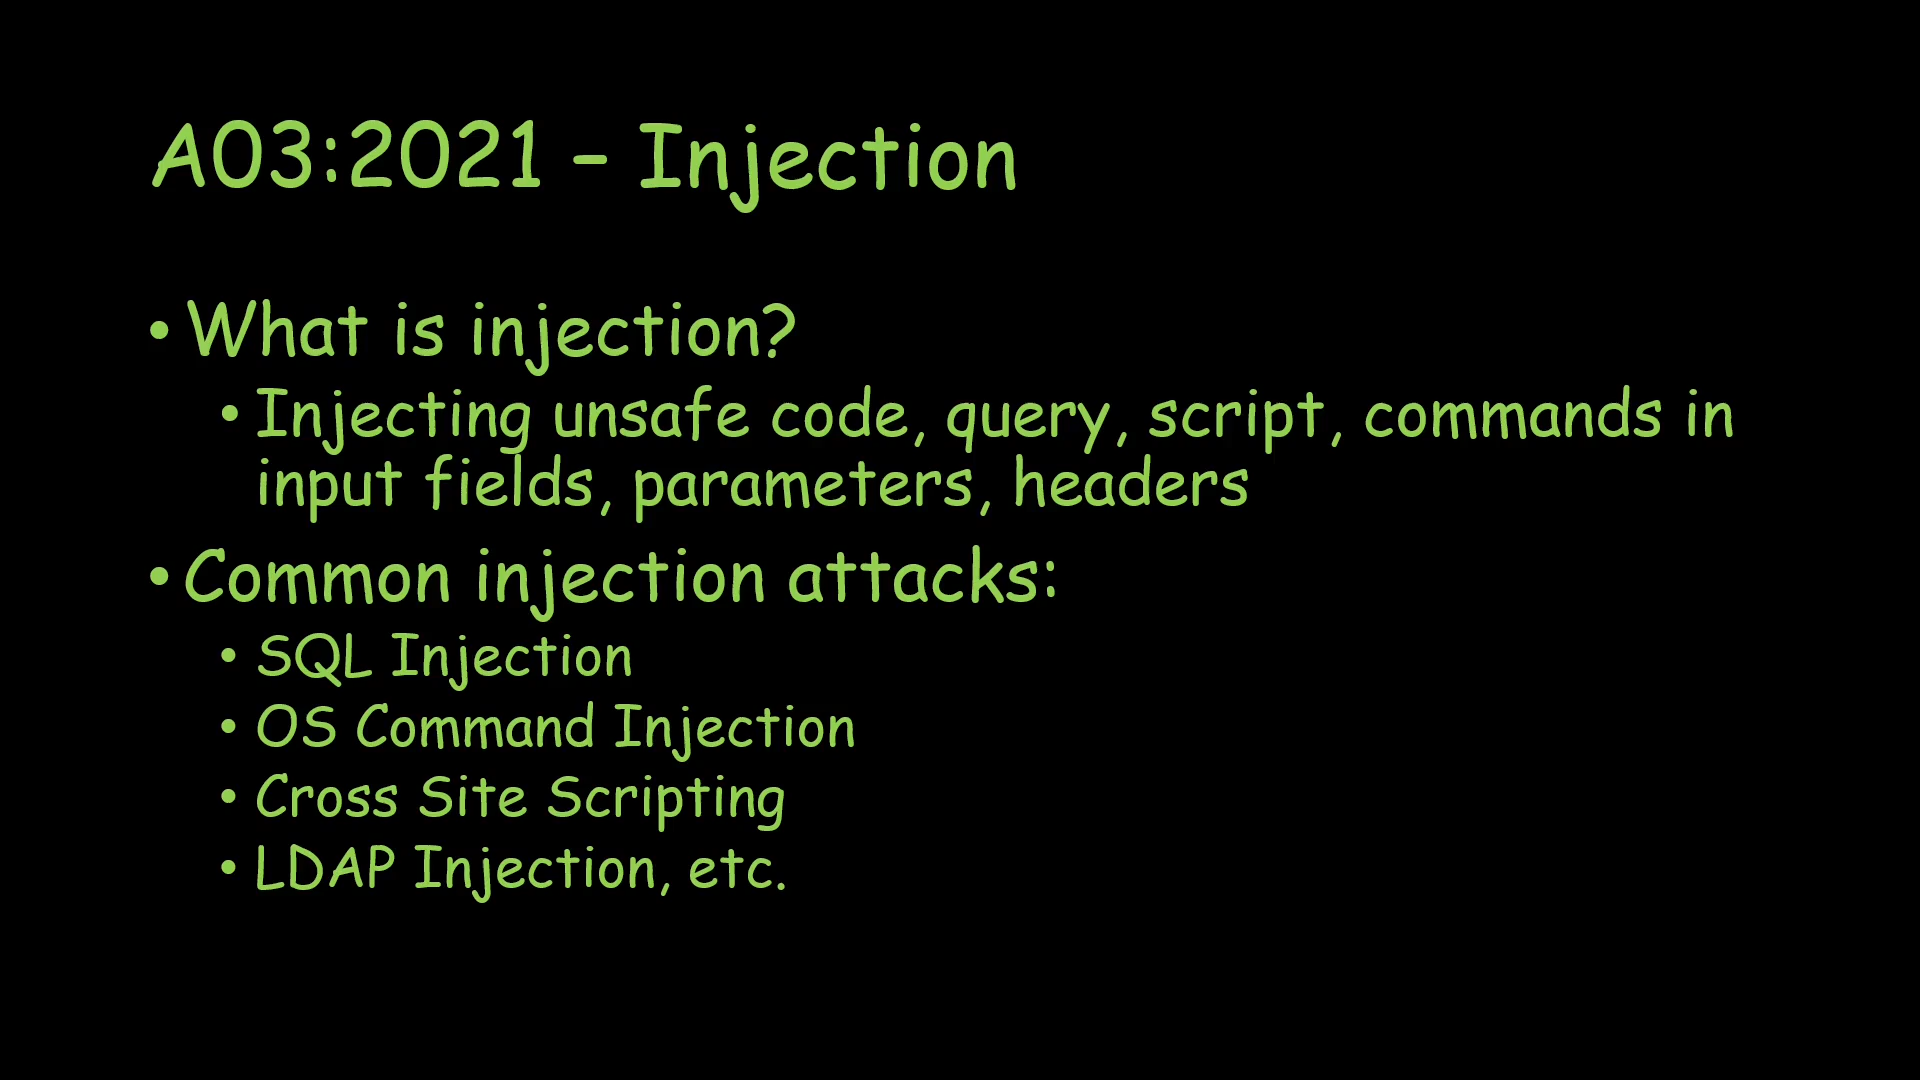 A03:2021 – Injection
• What is injection?
• Injecting unsafe code, query, script, commands in
input fields, parameters, headers
• Common injection attacks:
• SQL Injection
• OS Command Injection
• Cross Site Scripting
• LDAP Injection, etc.